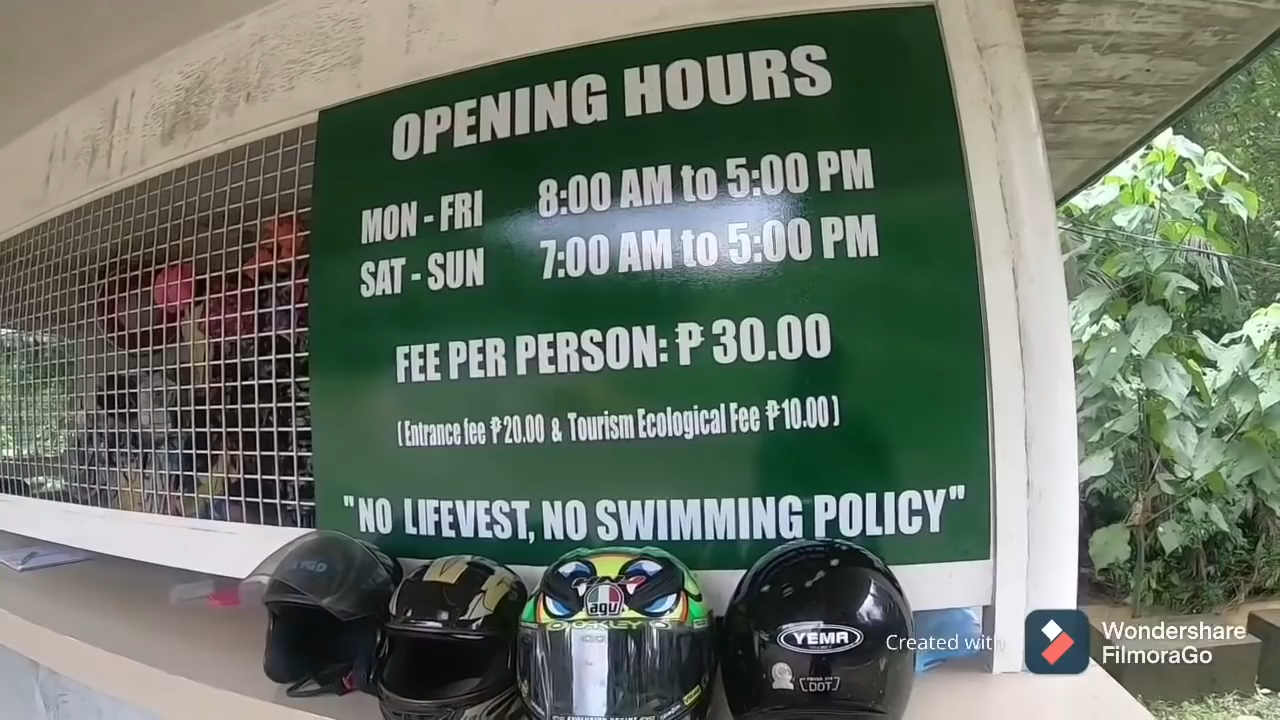 OPENING HOURS
MON - FRI 8:00 AM to 5:00 PM
SAT - SUN 7:00 AM to 5:00 PM
FEE PER PERSON: ₱ 30.00
( Entrance fee ₱ 20.00 & Tourism Ecological Fee ₱ 10.00 )
"NO LIFEVEST, NO SWIMMING POLICY"
agv
OAKLEY
YEMA
DOT
Created with
Wondershare
FilmoraGo